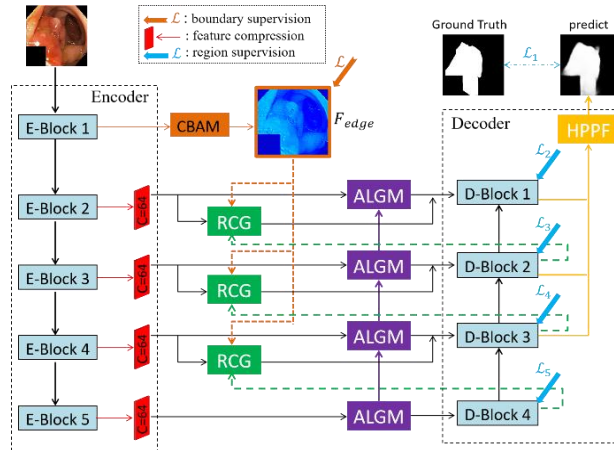 ℒ : boundary supervision
: feature compression
ℒ : region supervision
Ground Truth
predict
ℒ₁
Encoder
ℒ
E-Block 1
CBAM
F_edge
Decoder
HPPF
ℒ₂
E-Block 2
C=64
ALGM
D-Block 1
RCG
ℒ₃
E-Block 3
C=64
ALGM
D-Block 2
RCG
ℒ₄
E-Block 4
C=64
ALGM
D-Block 3
RCG
ℒ₅
E-Block 5
C=64
ALGM
D-Block 4